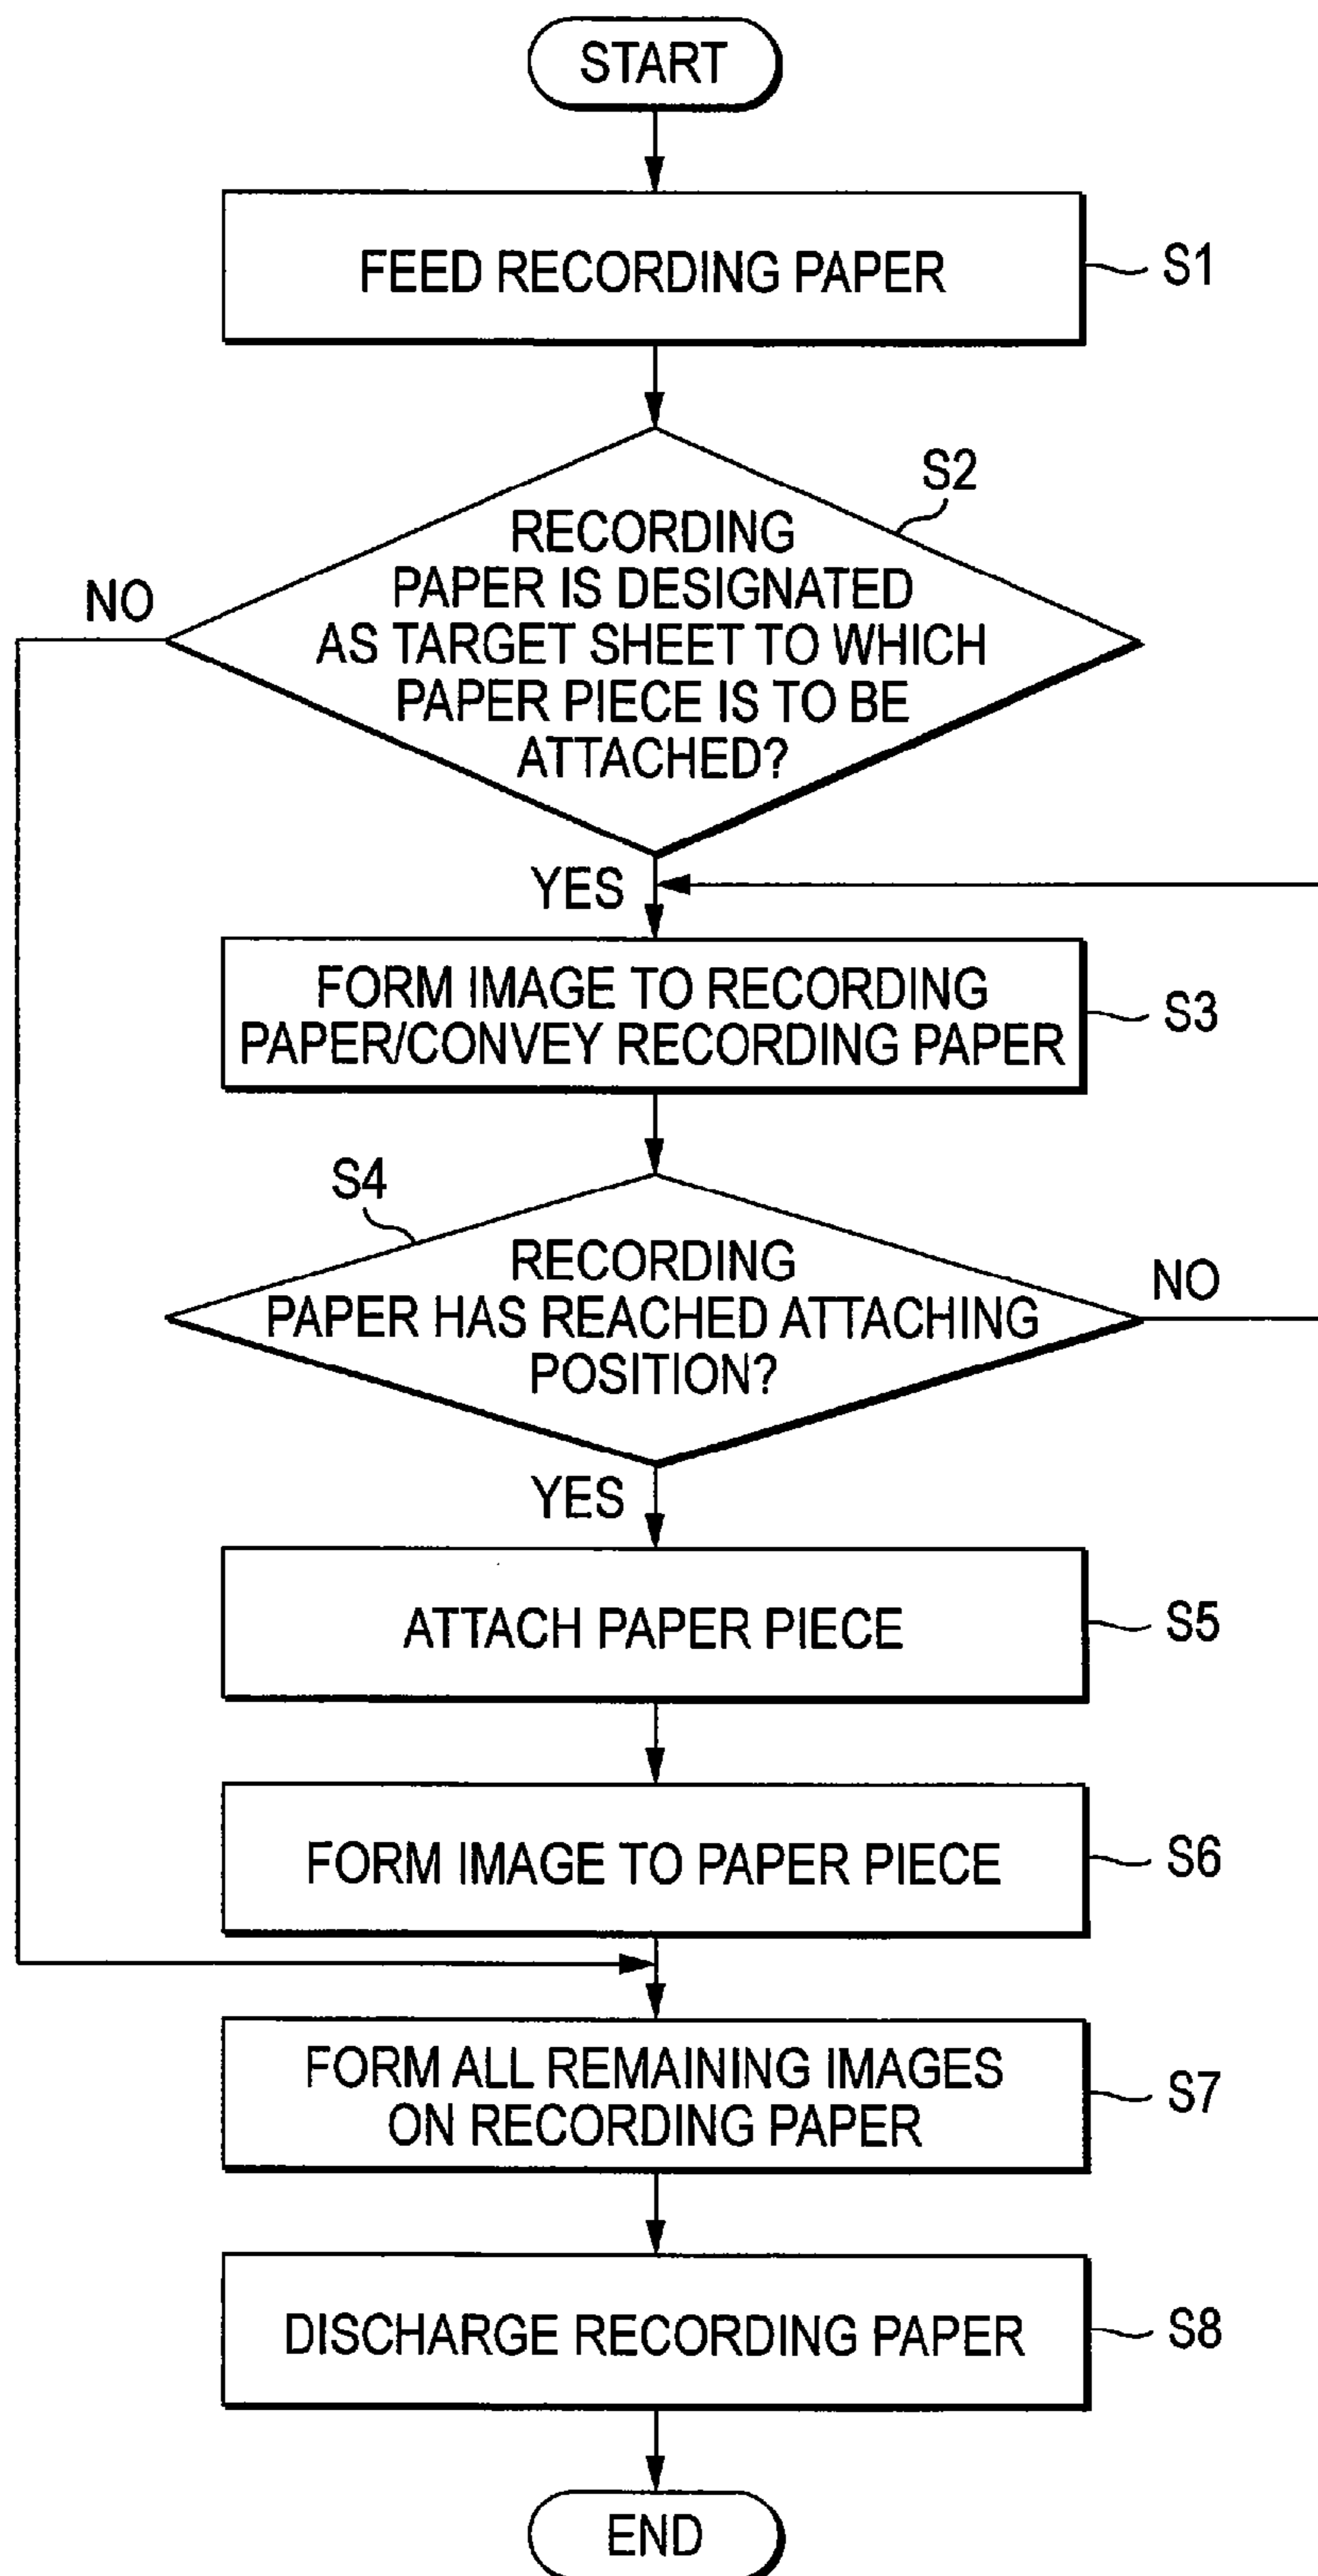 START
FEED RECORDING PAPER
S1
S2
RECORDING
PAPER IS DESIGNATED
AS TARGET SHEET TO WHICH
PAPER PIECE IS TO BE
ATTACHED?
NO
YES
FORM IMAGE TO RECORDING
PAPER/CONVEY RECORDING PAPER
S3
S4
RECORDING
PAPER HAS REACHED ATTACHING
POSITION?
NO
YES
ATTACH PAPER PIECE
S5
FORM IMAGE TO PAPER PIECE
S6
FORM ALL REMAINING IMAGES
ON RECORDING PAPER
S7
DISCHARGE RECORDING PAPER
S8
END